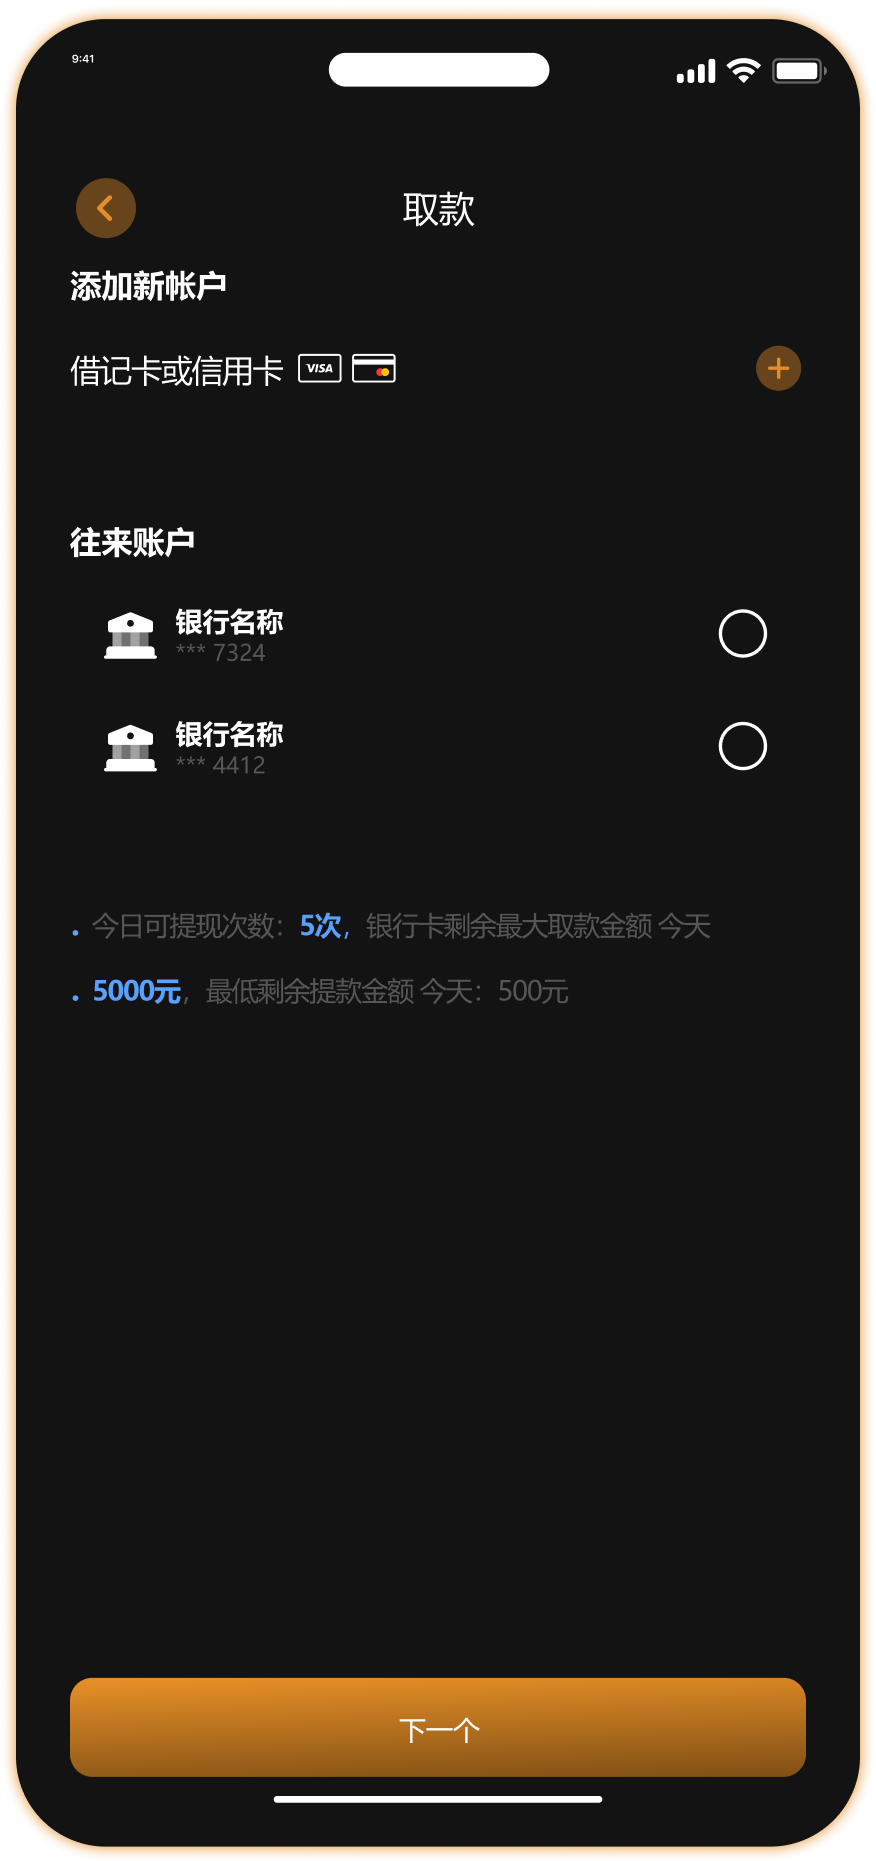 9:41
取款
添加新帐户
借记卡或信用卡 VISA
往来账户
银行名称
*** 7324
银行名称
*** 4412
. 今日可提现次数：5次，银行卡剩余最大取款金额 今天
. 5000元，最低剩余提款金额 今天：500元
下一个